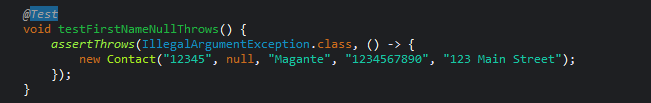 @Test
void testFirstNameNullThrows() {
    assertThrows(IllegalArgumentException.class, () -> {
        new Contact("12345", null, "Magante", "1234567890", "123 Main Street");
    });
}